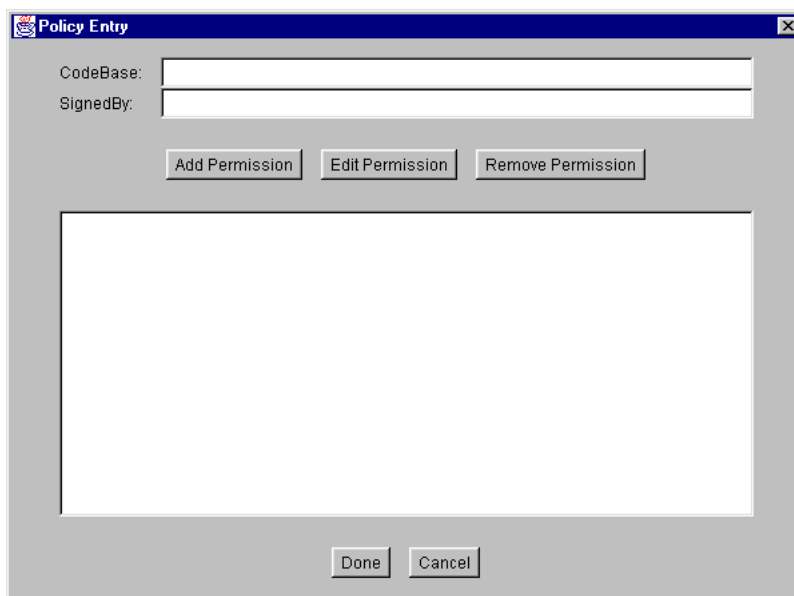 Policy Entry
CodeBase:
SignedBy:
Add Permission Edit Permission Remove Permission
Done Cancel